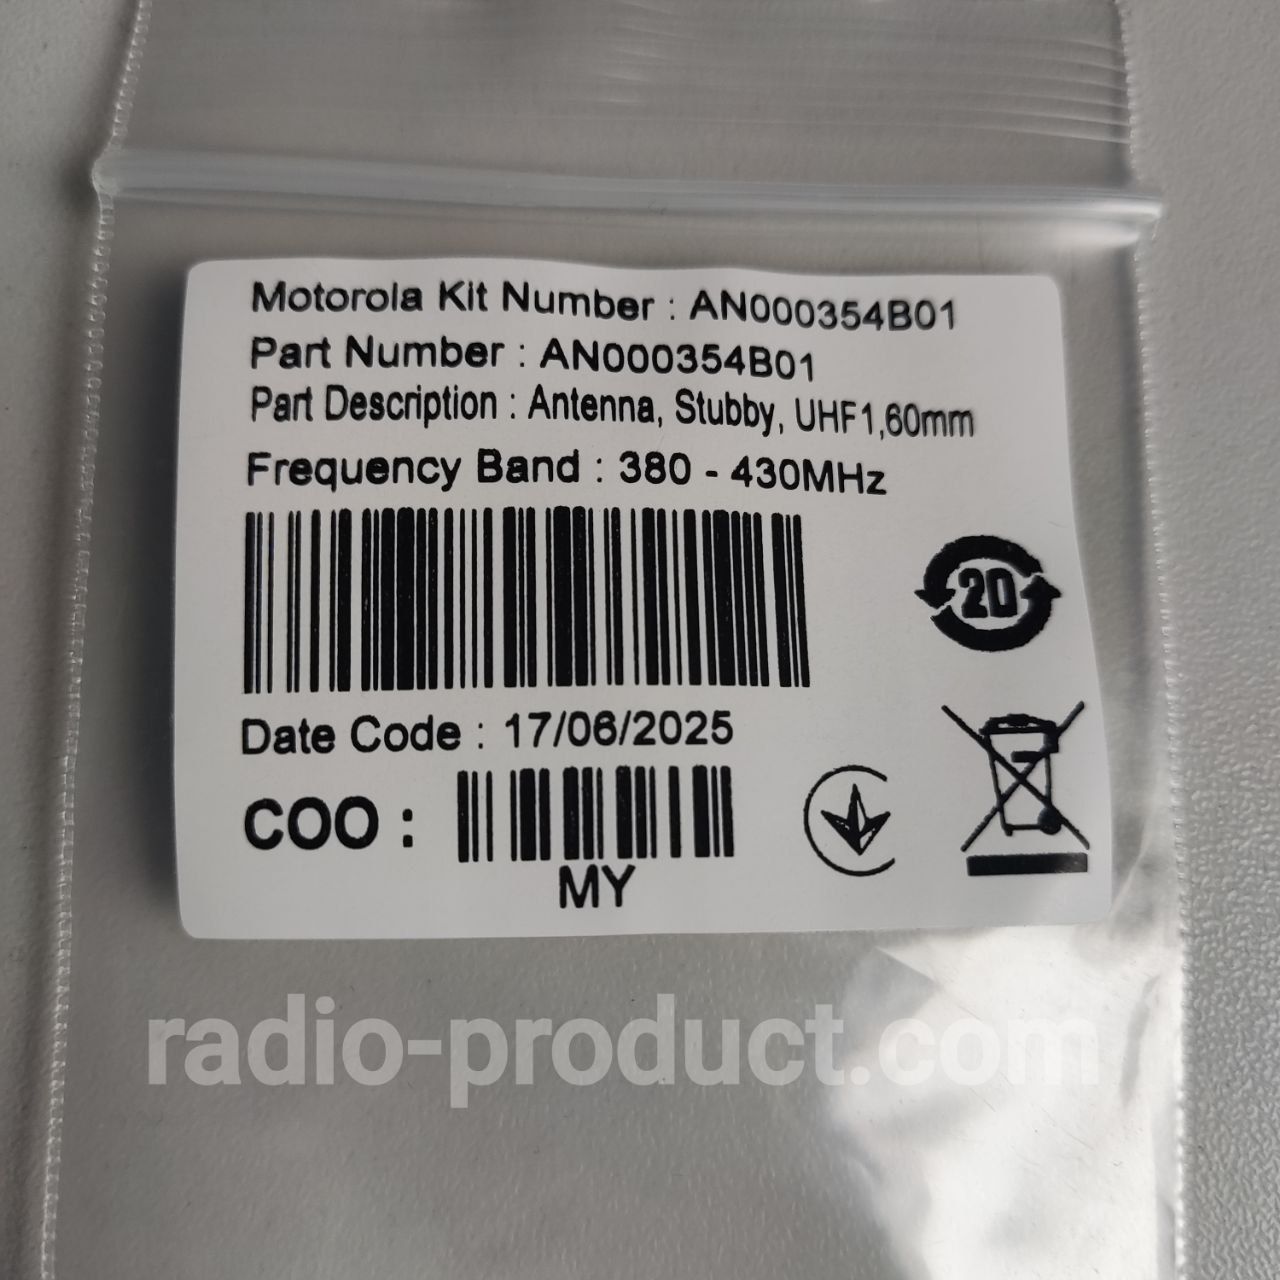 Motorola Kit Number : AN000354B01
Part Number : AN000354B01
Part Description : Antenna, Stubby, UHF1,60mm
Frequency Band : 380 - 430MHz
20
Date Code : 17/06/2025
COO :
MY
radio-product.com